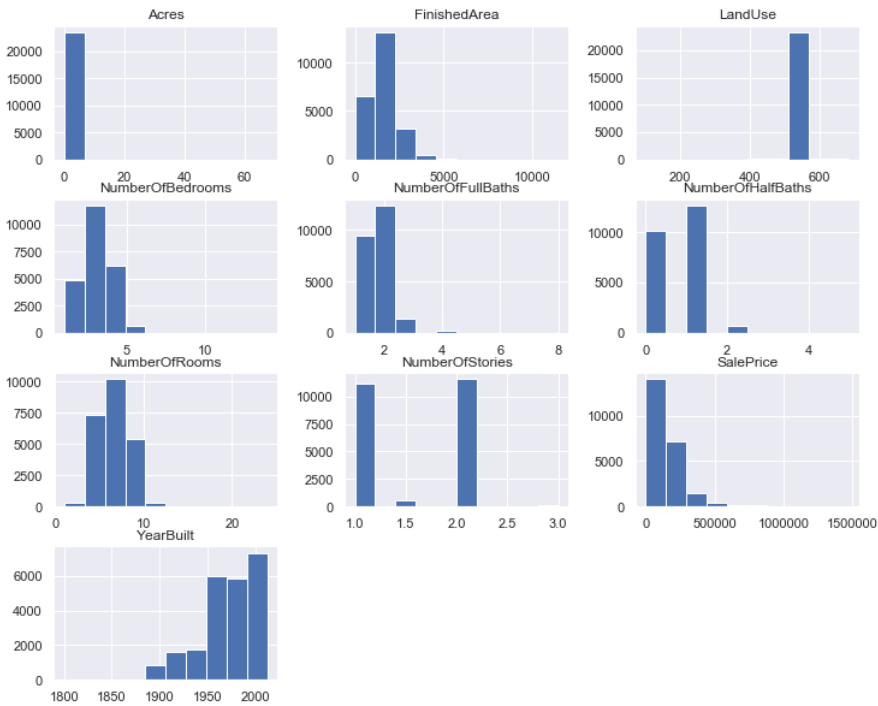 Acres FinishedArea LandUse
20000 10000 20000
15000 15000
10000 5000 10000
5000 5000
0 0 0
0 20 40 60 0 5000 10000 200 400 600
NumberOfBedrooms NumberOfFullBaths NumberOfHalfBaths
10000 10000 10000
7500
5000 5000 5000
2500
0 0 0
5 10 2 4 6 8 0 2 4
NumberOfRooms NumberOfStories SalePrice
10000 10000 10000
7500 7500
5000 5000 5000
2500 2500
0 0 0
0 10 20 1.0 1.5 2.0 2.5 3.0 0 500000 1000000 1500000
YearBuilt
6000
4000
2000
0
1800 1850 1900 1950 2000